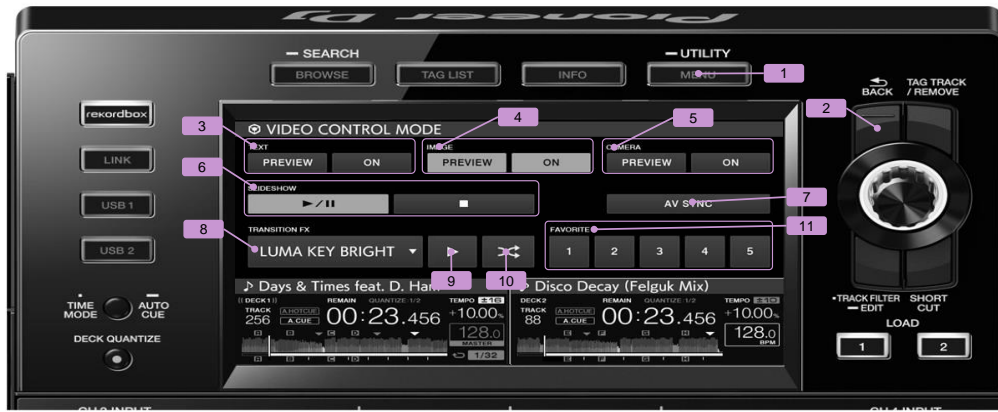 Pioneer Dj
SEARCH
UTILITY
BROWSE
TAG LIST
INFO
MENU
1
BACK
TAG TRACK
/ REMOVE
2
rekordbox
LINK
USB 1
USB 2
VIDEO CONTROL MODE
3
4
5
TEXT
IMAGE
CAMERA
PREVIEW ON
PREVIEW ON
PREVIEW ON
6
SLIDESHOW
7
AV SYNC
8
TRANSITION FX
FAVORITE
11
LUMA KEY BRIGHT
1 2 3 4 5
9
10
♪ Days & Times feat. D. Ham
♪ Disco Decay (Felguk Mix)
DECK1 REMAIN QUANTIZE:1/2 TEMPO ±16
TRACK
256
A.HOTCUE
A.CUE
00:23.456
+10.00%
128.0
MASTER
1/32
DECK2 REMAIN QUANTIZE:1/2 TEMPO ±10
TRACK
88
A.HOTCUE
A.CUE
00:23.456
+10.00%
128.0
BPM
TIME
MODE
AUTO
CUE
DECK QUANTIZE
TRACK FILTER
EDIT
SHORT
CUT
LOAD
1
2